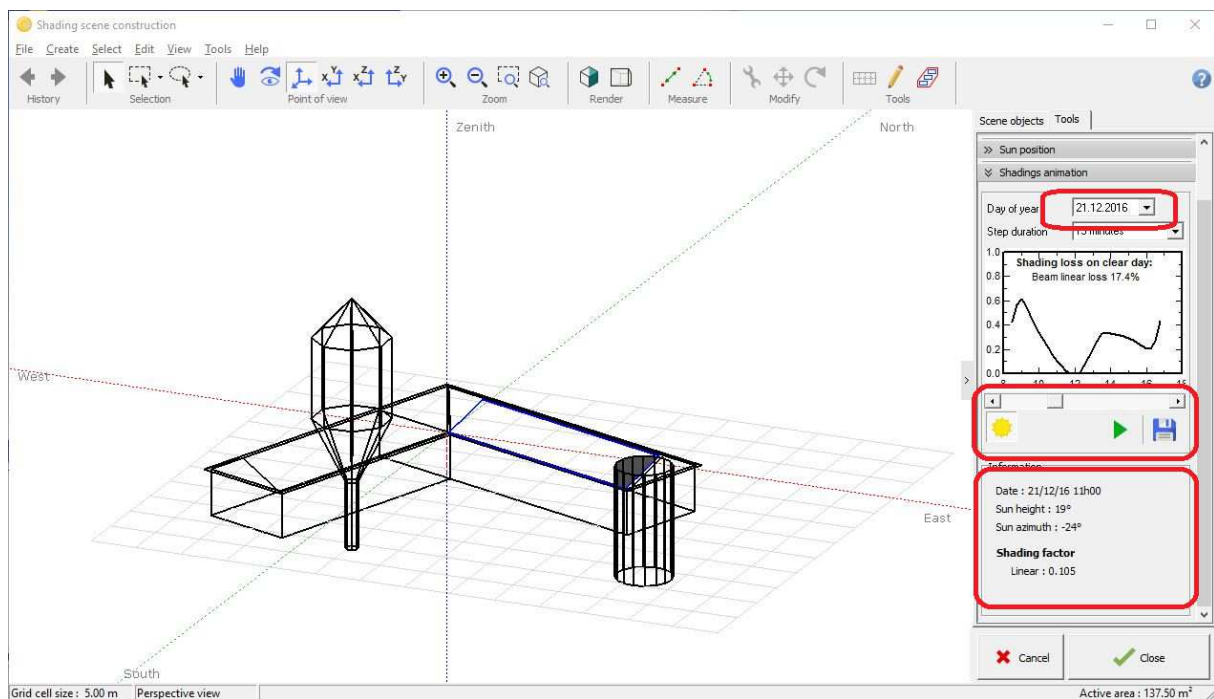 Shading scene construction
File Create Select Edit View Tools Help
History Selection Point of view Zoom Render Measure Modify Tools
Zenith
North
West
East
South
Scene objects Tools
Sun position
Shadings animation
Day of year 21.12.2016
Step duration 15 minutes
1.0
Shading loss on clear day:
0.8
Beam linear loss 17.4%
0.6
0.4
0.2
0.0
8 10 12 14 16 18
Information
Date : 21/12/16 11h00
Sun height : 19°
Sun azimuth : -24°
Shading factor
Linear : 0.105
Cancel Close
Grid cell size : 5.00 m Perspective view Active area : 137.50 m²